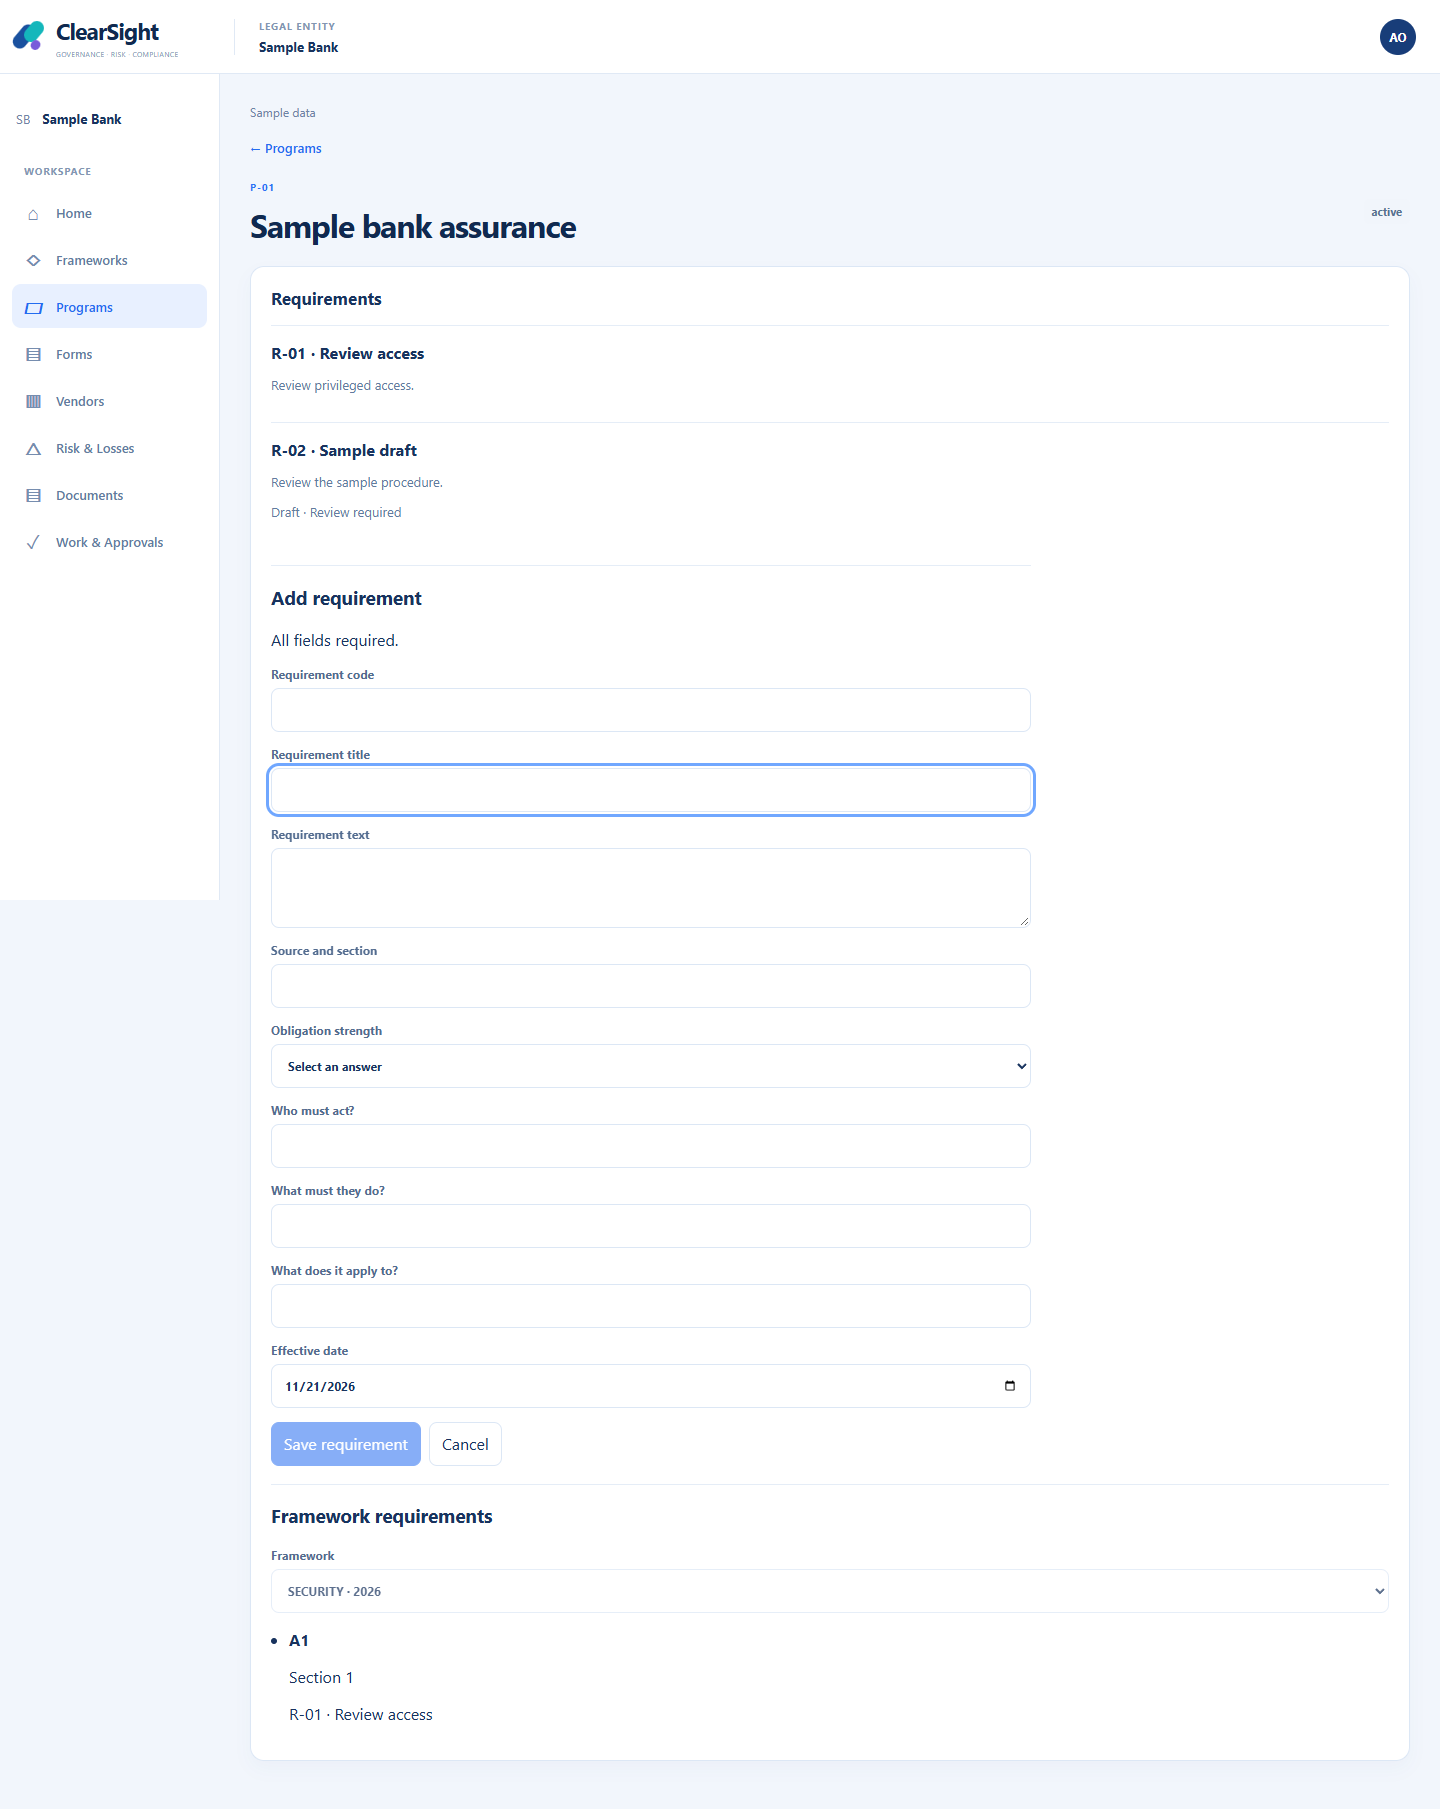 ClearSight
GOVERNANCE · RISK · COMPLIANCE
LEGAL ENTITY
Sample Bank
AO
SB Sample Bank
WORKSPACE
Home
Frameworks
Programs
Forms
Vendors
Risk & Losses
Documents
Work & Approvals
Sample data
← Programs
P-01
Sample bank assurance
active
Requirements
R-01 · Review access
Review privileged access.
R-02 · Sample draft
Review the sample procedure.
Draft · Review required
Add requirement
All fields required.
Requirement code
Requirement title
Requirement text
Source and section
Obligation strength
Select an answer
Who must act?
What must they do?
What does it apply to?
Effective date
11/21/2026
Save requirement
Cancel
Framework requirements
Framework
SECURITY · 2026
• A1
Section 1
R-01 · Review access